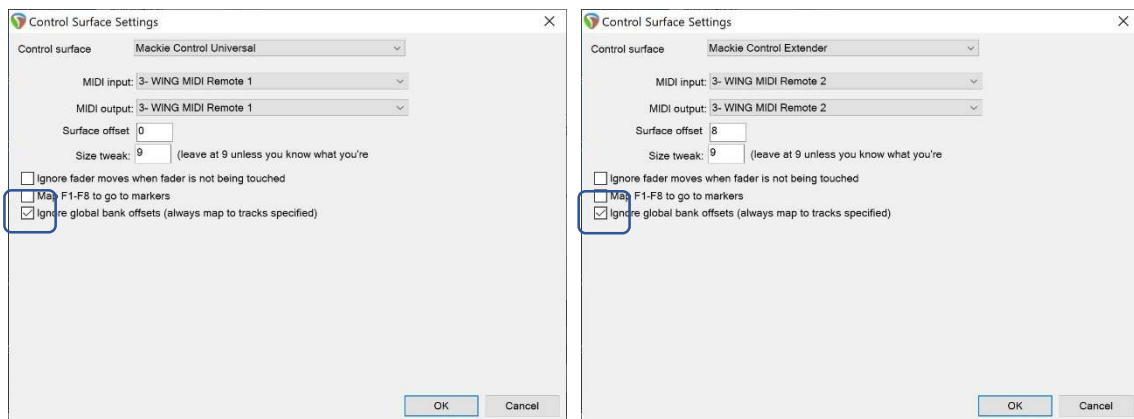 Control Surface Settings
Control surface Mackie Control Universal
MIDI input: 3- WING MIDI Remote 1
MIDI output: 3- WING MIDI Remote 1
Surface offset 0
Size tweak: 9 (leave at 9 unless you know what you're
Ignore fader moves when fader is not being touched
Map F1-F8 to go to markers
Ignore global bank offsets (always map to tracks specified)
OK Cancel
Control Surface Settings
Control surface Mackie Control Extender
MIDI input: 3- WING MIDI Remote 2
MIDI output: 3- WING MIDI Remote 2
Surface offset 8
Size tweak: 9 (leave at 9 unless you know what you're
Ignore fader moves when fader is not being touched
Map F1-F8 to go to markers
Ignore global bank offsets (always map to tracks specified)
OK Cancel